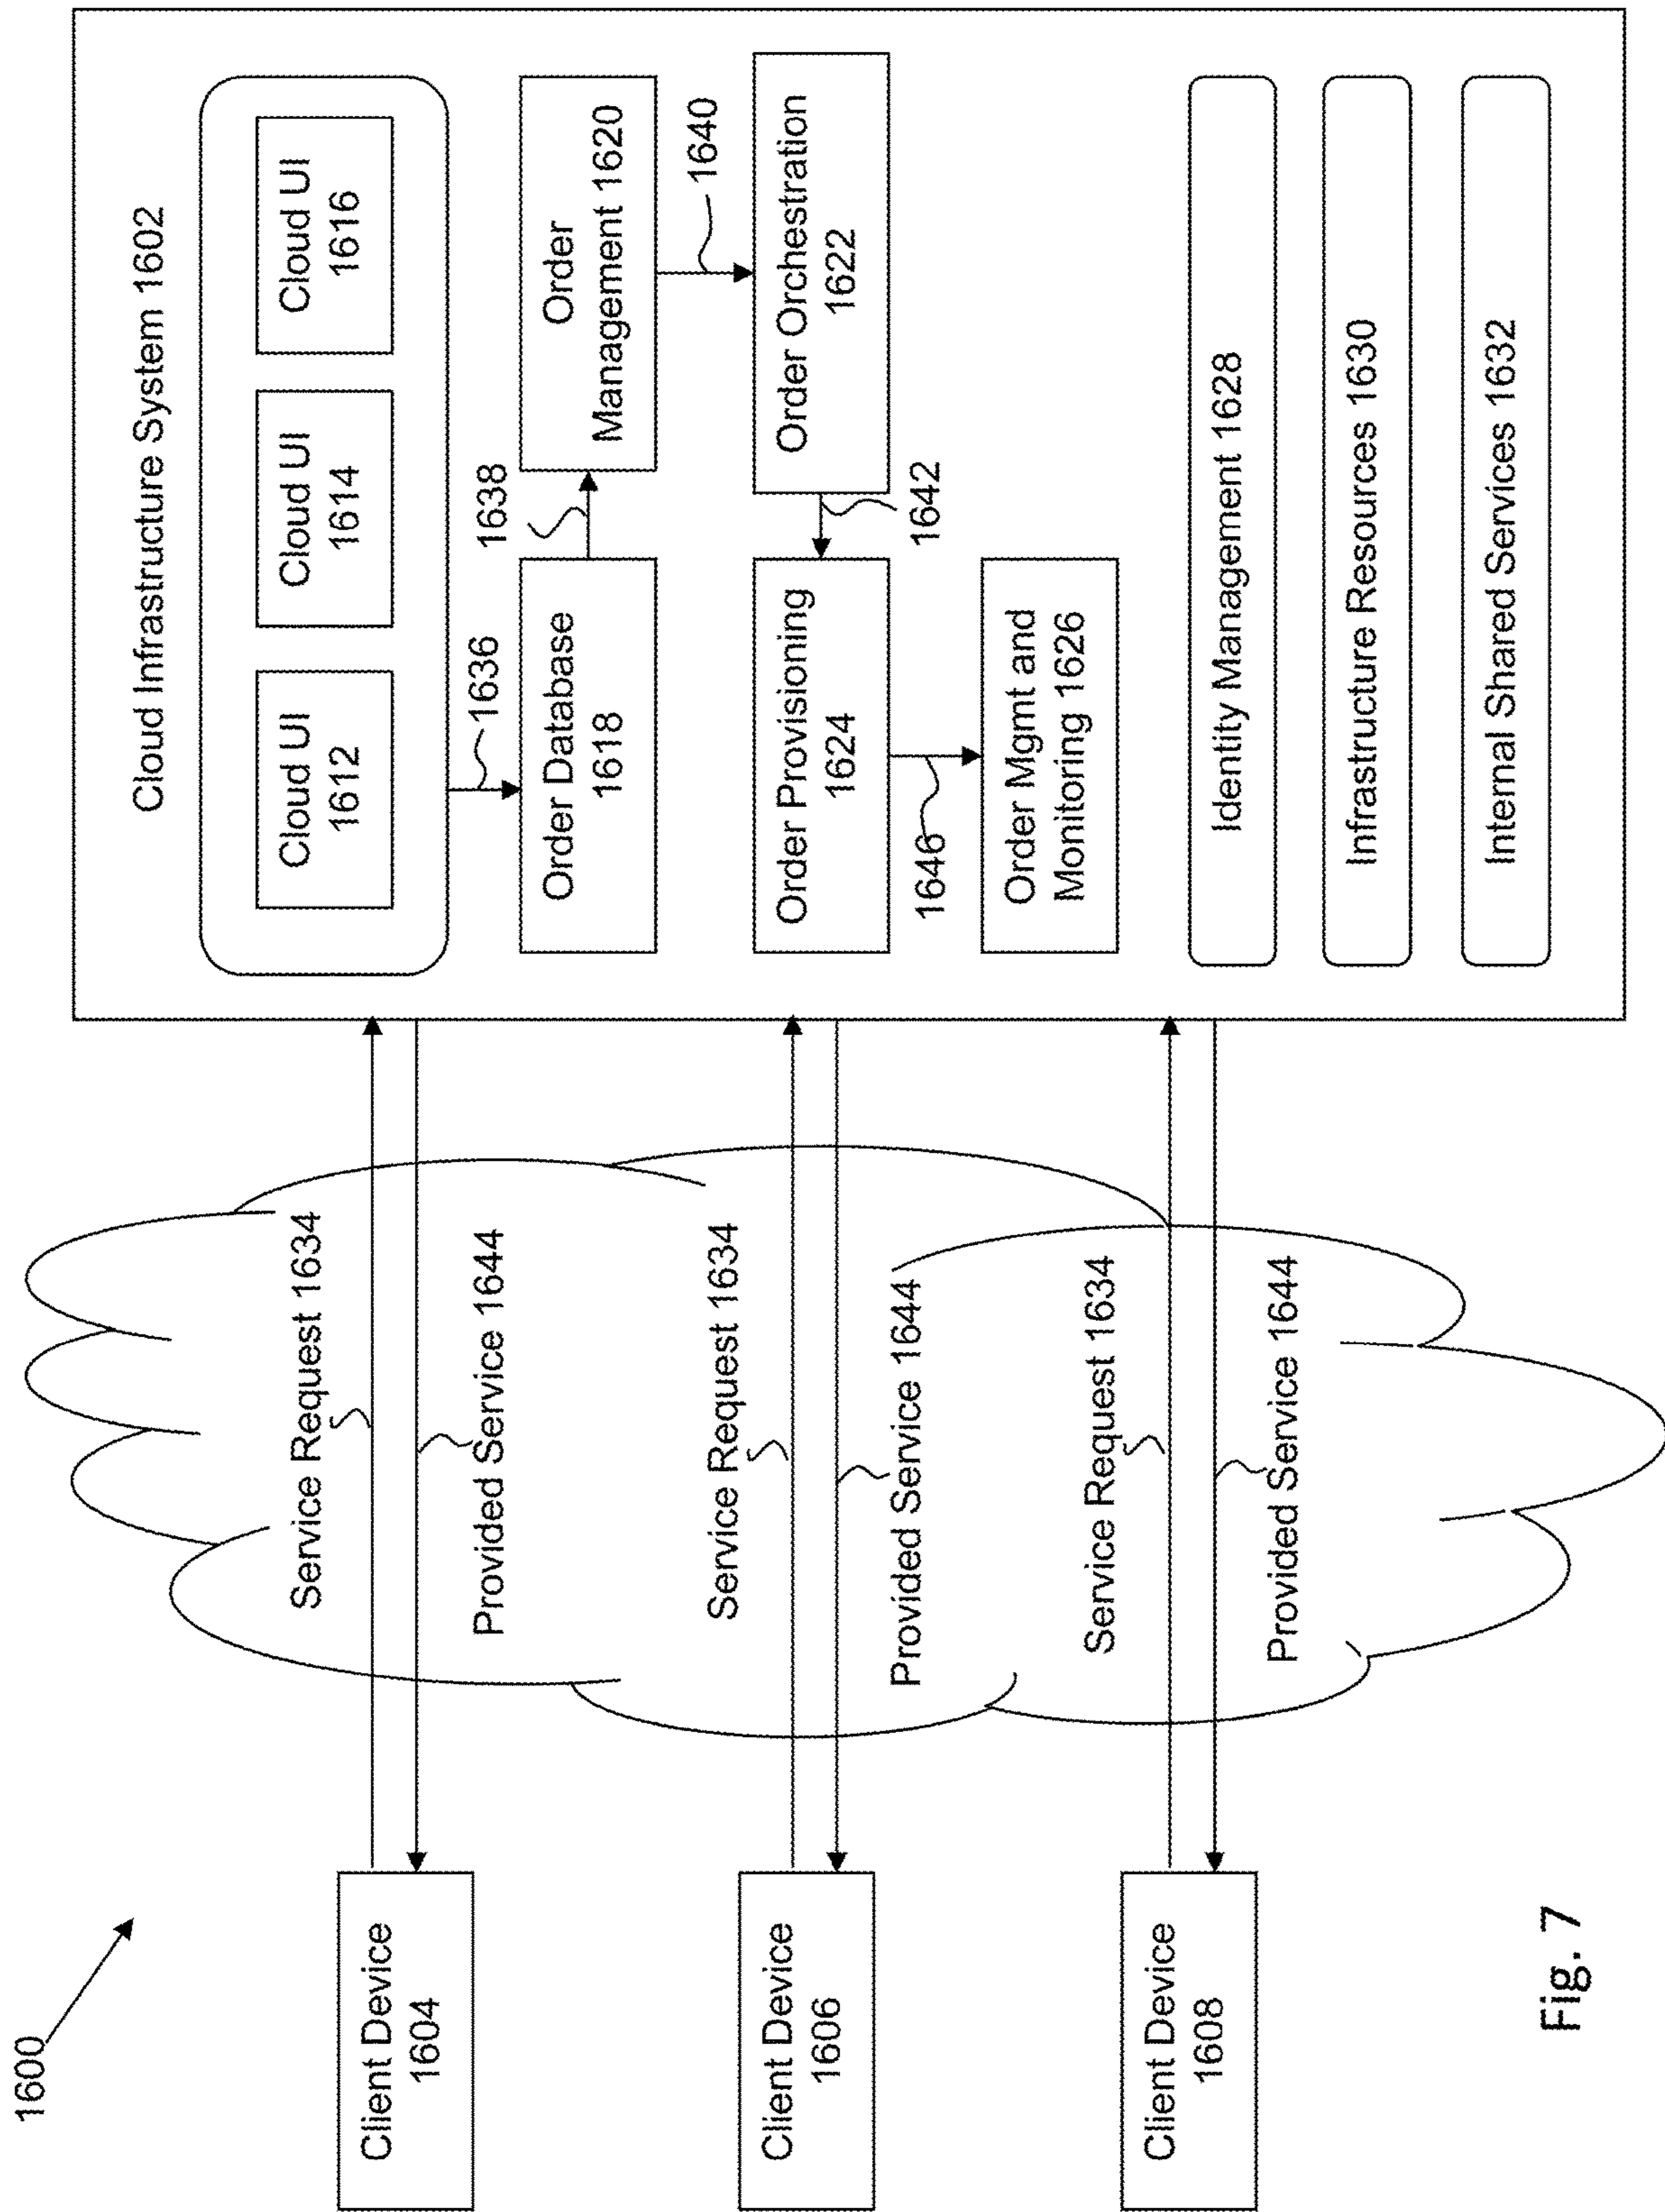 1600
Cloud Infrastructure System 1602
Cloud UI
1612
Cloud UI
1614
Cloud UI
1616
1636
Order Database
1618
1638
Order
Management 1620
1640
Order Provisioning
1624
1642
Order Orchestration
1622
1646
Order Mgmt and
Monitoring 1626
Identity Management 1628
Infrastructure Resources 1630
Internal Shared Services 1632
Client Device
1604
Service Request 1634
Provided Service 1644
Client Device
1606
Service Request 1634
Provided Service 1644
Client Device
1608
Service Request 1634
Provided Service 1644
Fig. 7